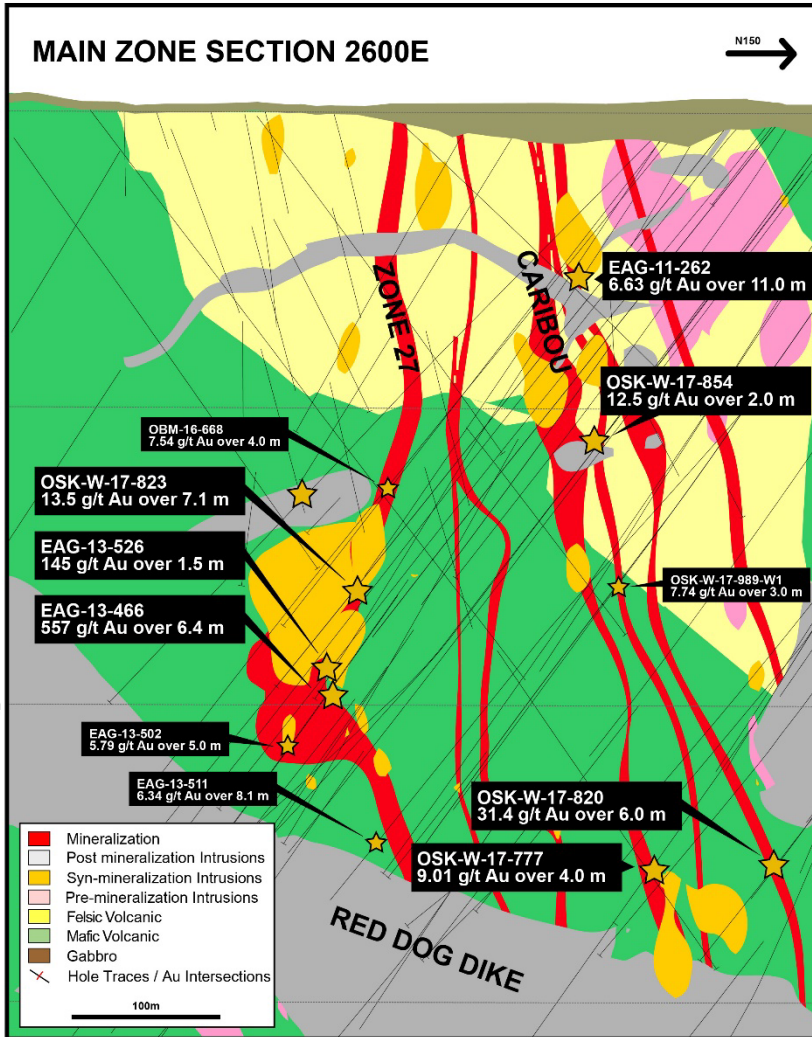 MAIN ZONE SECTION 2600E
N150
ZONE 27
CARIBOU
EAG-11-262
6.63 g/t Au over 11.0 m
OSK-W-17-854
12.5 g/t Au over 2.0 m
OBM-16-668
7.54 g/t Au over 4.0 m
OSK-W-17-823
13.5 g/t Au over 7.1 m
EAG-13-526
145 g/t Au over 1.5 m
EAG-13-466
557 g/t Au over 6.4 m
OSK-W-17-989-W1
7.74 g/t Au over 3.0 m
EAG-13-502
5.79 g/t Au over 5.0 m
EAG-13-511
6.34 g/t Au over 8.1 m
OSK-W-17-820
31.4 g/t Au over 6.0 m
OSK-W-17-777
9.01 g/t Au over 4.0 m
RED DOG DIKE
Mineralization
Post mineralization Intrusions
Syn-mineralization Intrusions
Pre-mineralization Intrusions
Felsic Volcanic
Mafic Volcanic
Gabbro
Hole Traces / Au Intersections
100m